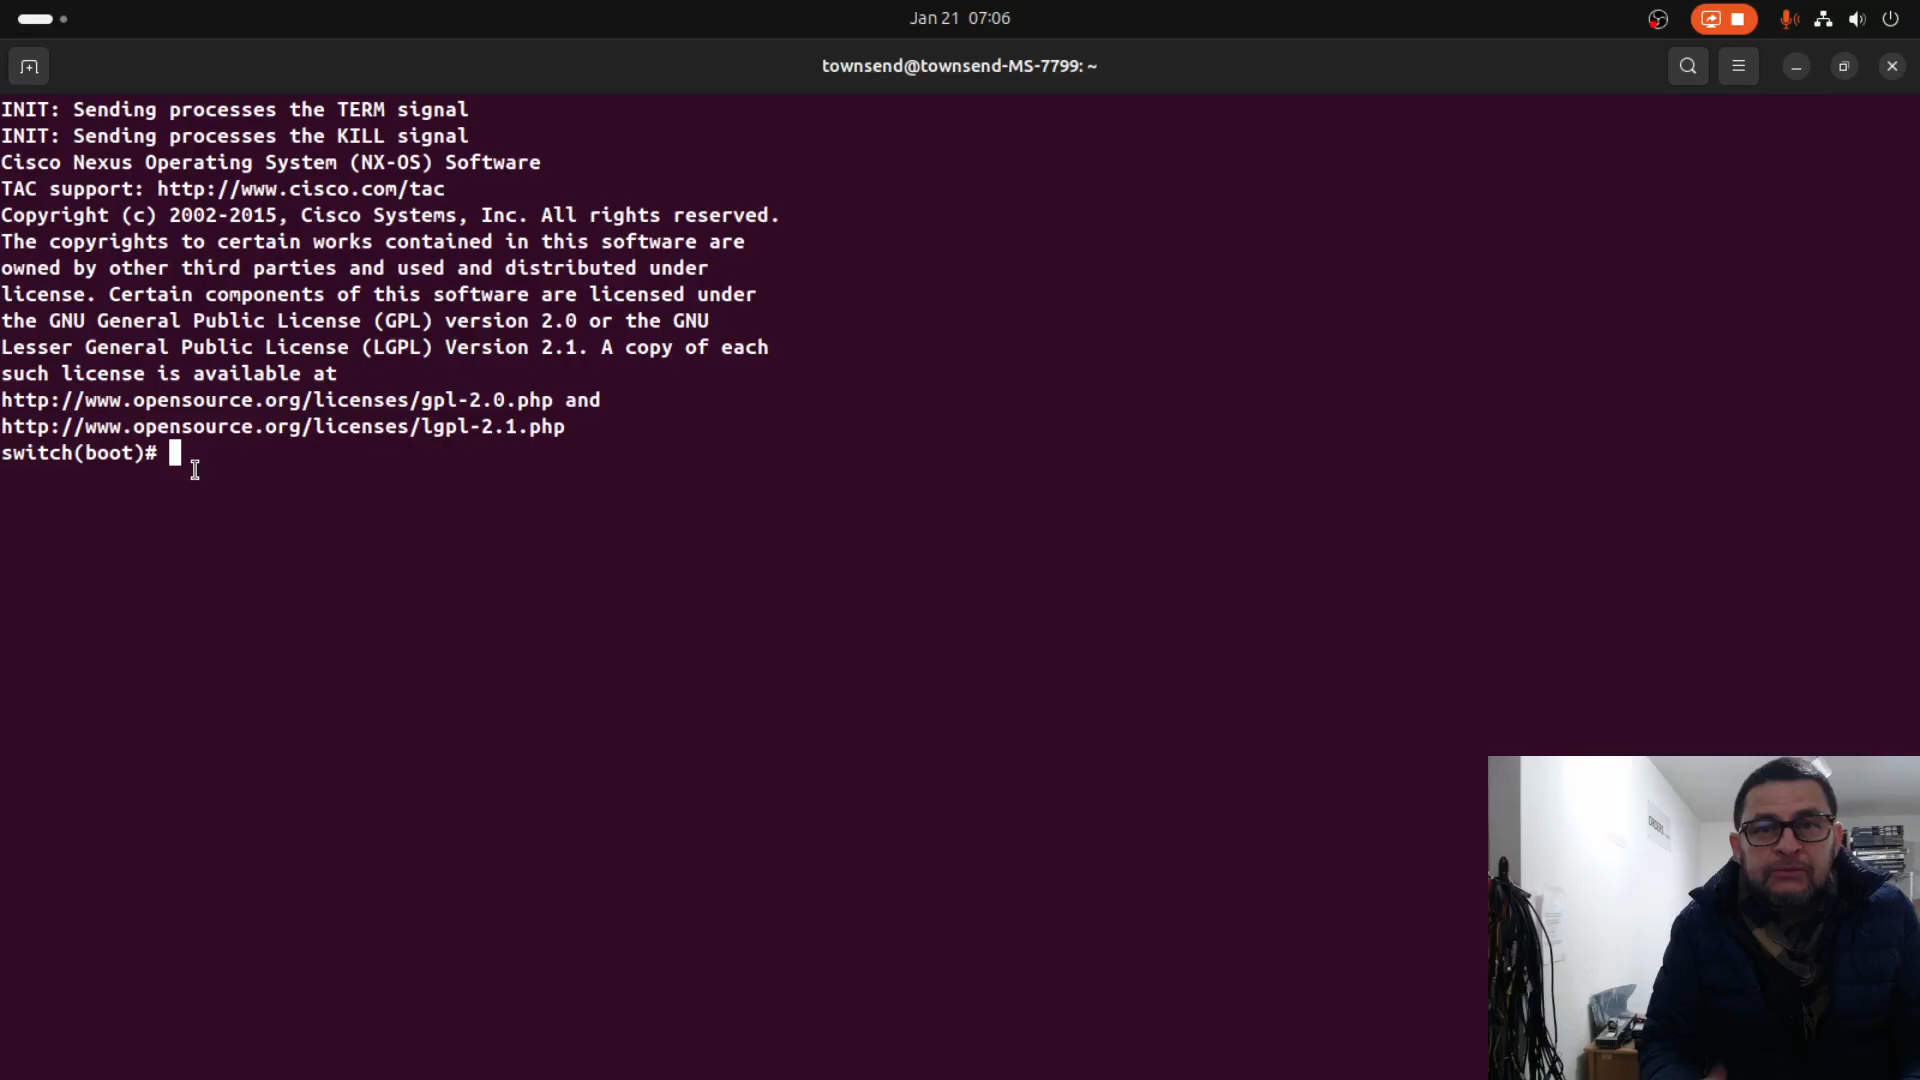 Jan 21 07:06
townsend@townsend-MS-7799: ~
INIT: Sending processes the TERM signal
INIT: Sending processes the KILL signal
Cisco Nexus Operating System (NX-OS) Software
TAC support: http://www.cisco.com/tac
Copyright (c) 2002-2015, Cisco Systems, Inc. All rights reserved.
The copyrights to certain works contained in this software are
owned by other third parties and used and distributed under
license. Certain components of this software are licensed under
the GNU General Public License (GPL) version 2.0 or the GNU
Lesser General Public License (LGPL) Version 2.1. A copy of each
such license is available at
http://www.opensource.org/licenses/gpl-2.0.php and
http://www.opensource.org/licenses/lgpl-2.1.php
switch(boot)#
ORDERS